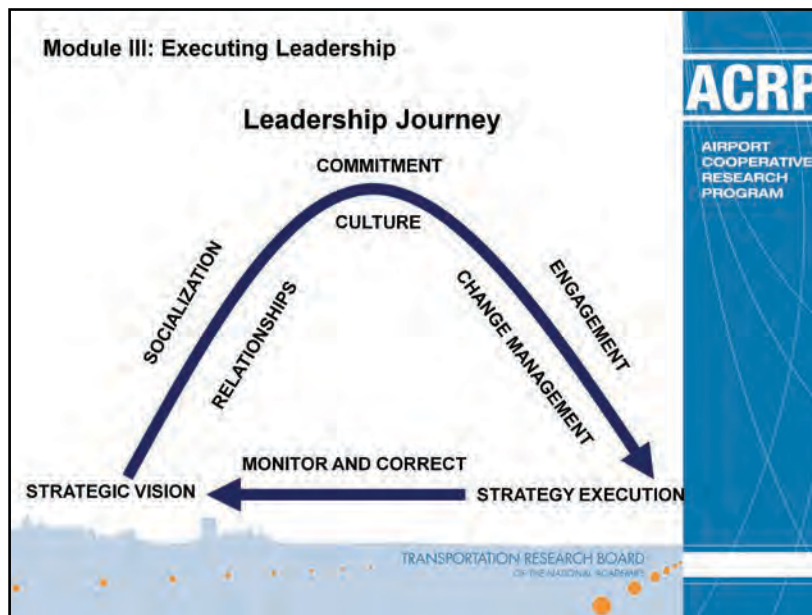 Module III: Executing Leadership
ACRP
AIRPORT
COOPERATIVE
RESEARCH
PROGRAM
Leadership Journey
COMMITMENT
CULTURE
SOCIALIZATION
RELATIONSHIPS
ENGAGEMENT
CHANGE MANAGEMENT
MONITOR AND CORRECT
STRATEGIC VISION
STRATEGY EXECUTION
TRANSPORTATION RESEARCH BOARD
OF THE NATIONAL ACADEMIES